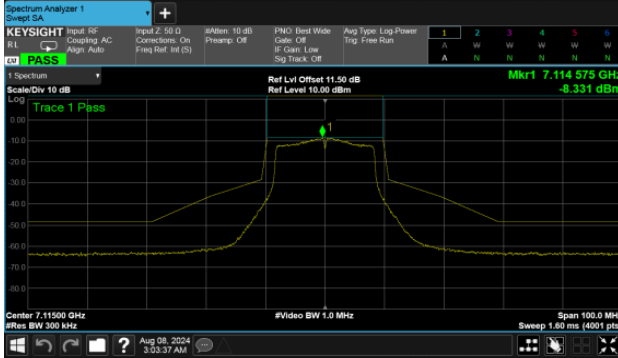 Spectrum Analyzer 1
Swept SA
+
KEYSIGHT
RL
LXI PASS
Input: RF
Coupling: AC
Align: Auto
Input Z: 50 Ω
Corrections: On
Freq Ref: Int (S)
#Atten: 10 dB
Preamp: Off
PNO: Best Wide
Gate: Off
IF Gain: Low
Sig Track: Off
Avg Type: Log-Power
Trig: Free Run
1 2 3 4 5 6
A W W W W W
A N N N N N
1 Spectrum
Scale/Div 10 dB
Ref Lvl Offset 11.50 dB
Ref Level 10.00 dBm
Mkr1 7.114 575 GHz
-8.331 dBm
Log
Trace 1 Pass
1
0.00
-10.0
-20.0
-30.0
-40.0
-50.0
-60.0
-70.0
-80.0
Center 7.11500 GHz
#Res BW 300 kHz
#Video BW 1.0 MHz
Span 100.0 MHz
Sweep 1.60 ms (4001 pts)
?
Aug 08, 2024
3:03:37 AM